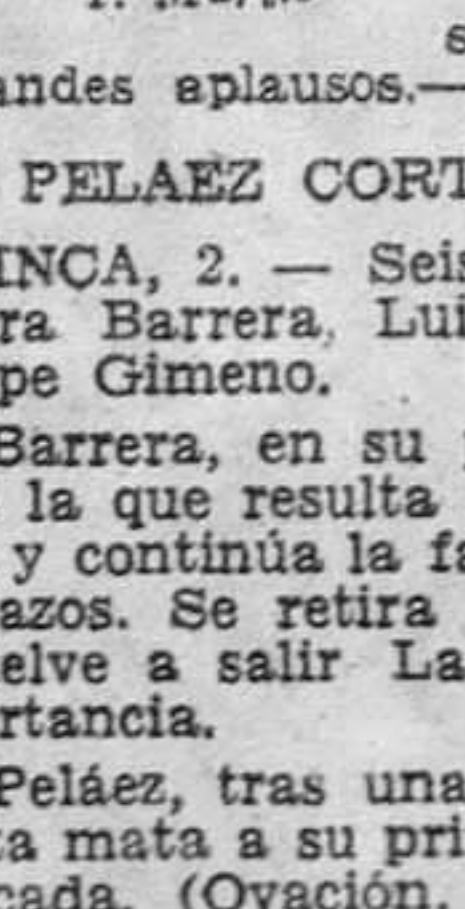 s
andes aplausos.—
PELAEZ CORT
INCA, 2. — Seis
ra Barrera, Lui
pe Gimeno.
Barrera, en su
la que resulta
y continúa la fa
azos. Se retira
elve a salir La
rtancia.
Peláez, tras una
ta mata a su pri
cada. (Ovación.